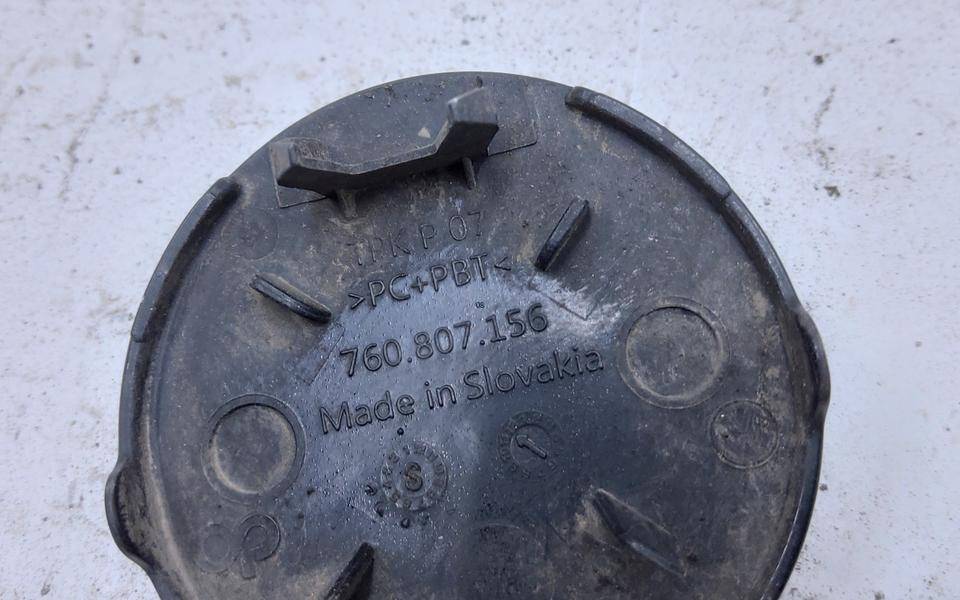 TPK P 07
>PC+PBT<
760.807.156
Made in Slovakia
S